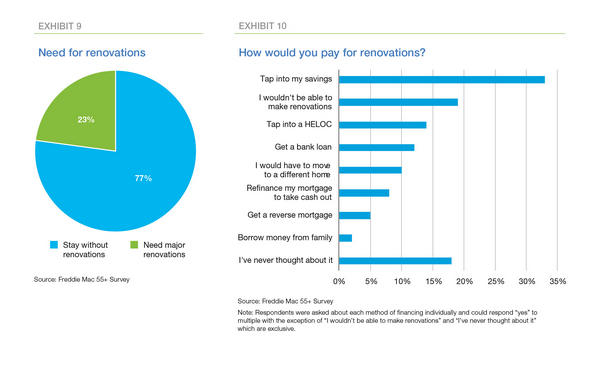 EXHIBIT 9
Need for renovations
23%
77%
Stay without
renovations
Need major
renovations
Source: Freddie Mac 55+ Survey
EXHIBIT 10
How would you pay for renovations?
Tap into my savings
I wouldn't be able to
make renovations
Tap into a HELOC
Get a bank loan
I would have to move
to a different home
Refinance my mortgage
to take cash out
Get a reverse mortgage
Borrow money from family
I've never thought about it
0% 5% 10% 15% 20% 25% 30% 35%
Source: Freddie Mac 55+ Survey
Note: Respondents were asked about each method of financing individually and could respond "yes" to
multiple with the exception of "I wouldn't be able to make renovations" and "I've never thought about it"
which are exclusive.